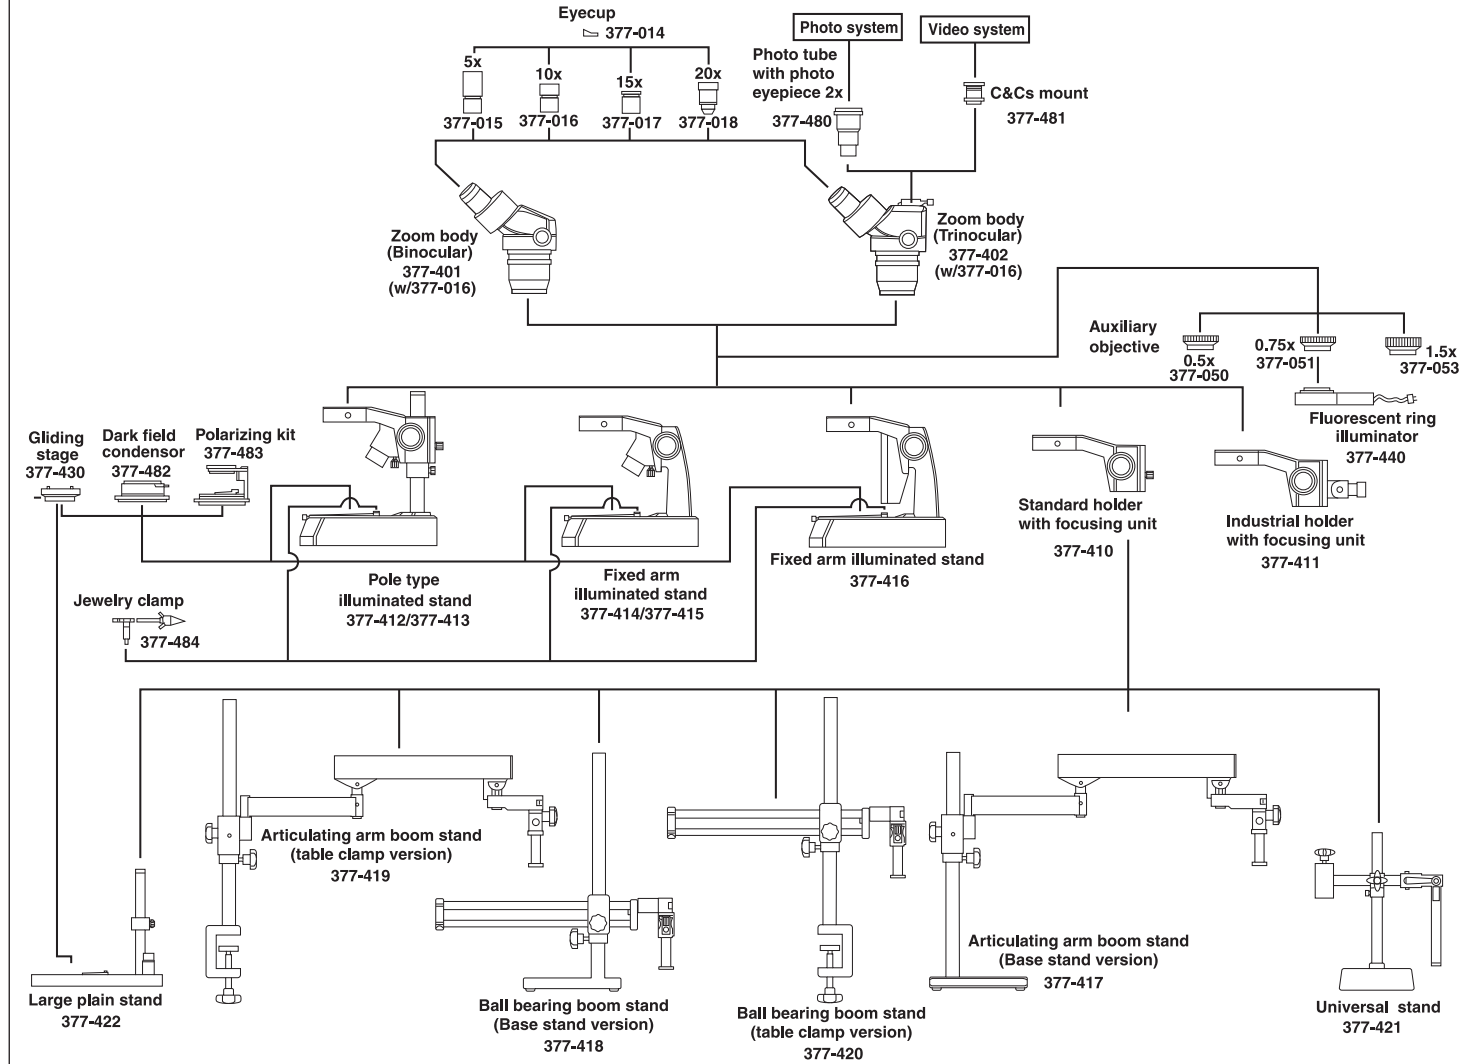 Eyecup
377-014
Photo system
Video system
5x
10x
15x
20x
377-015
377-016
377-017
377-018
Photo tube
with photo
eyepiece 2x
377-480
C&Cs mount
377-481
Zoom body
(Binocular)
377-401
(w/377-016)
Zoom body
(Trinocular)
377-402
(w/377-016)
Auxiliary
objective
0.5x
377-050
0.75x
377-051
1.5x
377-053
Fluorescent ring
illuminator
377-440
Gliding
stage
377-430
Dark field
condensor
377-482
Polarizing kit
377-483
Standard holder
with focusing unit
377-410
Industrial holder
with focusing unit
377-411
Pole type
illuminated stand
377-412/377-413
Fixed arm
illuminated stand
377-414/377-415
Fixed arm illuminated stand
377-416
Jewelry clamp
377-484
Articulating arm boom stand
(table clamp version)
377-419
Articulating arm boom stand
(Base stand version)
377-417
Large plain stand
377-422
Ball bearing boom stand
(Base stand version)
377-418
Ball bearing boom stand
(table clamp version)
377-420
Universal stand
377-421